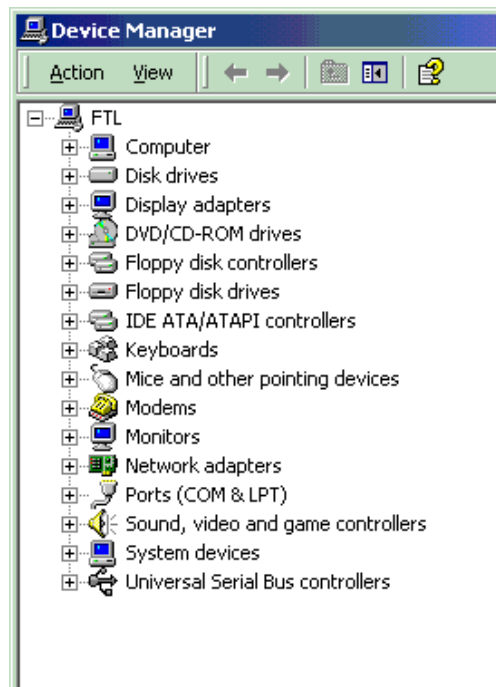 Device Manager
Action View
FTL
Computer
Disk drives
Display adapters
DVD/CD-ROM drives
Floppy disk controllers
Floppy disk drives
IDE ATA/ATAPI controllers
Keyboards
Mice and other pointing devices
Modems
Monitors
Network adapters
Ports (COM & LPT)
Sound, video and game controllers
System devices
Universal Serial Bus controllers